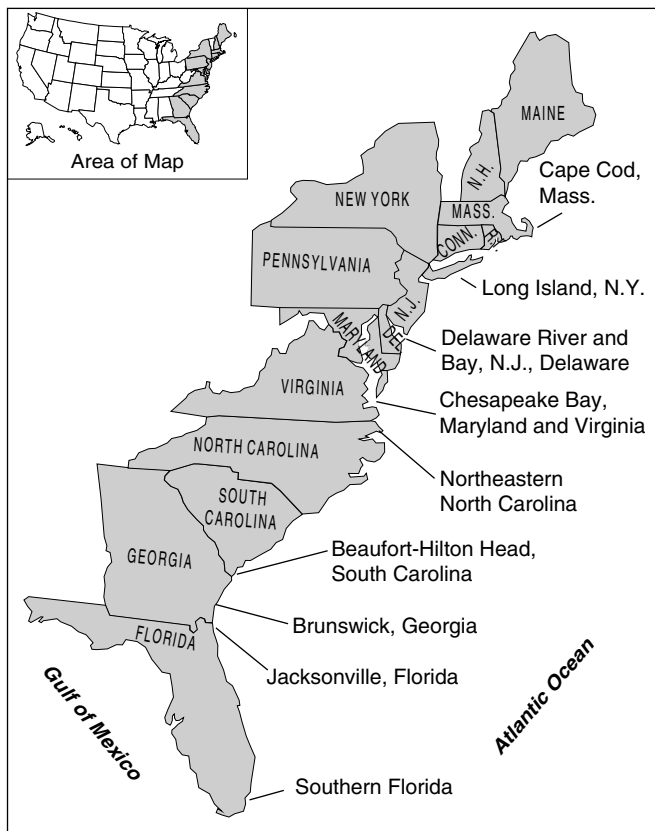 Area of Map
MAINE
N.H.
Cape Cod,
Mass.
NEW YORK
MASS.
CONN.
R.I.
PENNSYLVANIA
Long Island, N.Y.
N.J.
MARYLAND
DEL.
Delaware River and
Bay, N.J., Delaware
VIRGINIA
Chesapeake Bay,
Maryland and Virginia
NORTH CAROLINA
Northeastern
North Carolina
SOUTH
CAROLINA
Beaufort-Hilton Head,
South Carolina
GEORGIA
Brunswick, Georgia
FLORIDA
Jacksonville, Florida
Gulf of Mexico
Atlantic Ocean
Southern Florida